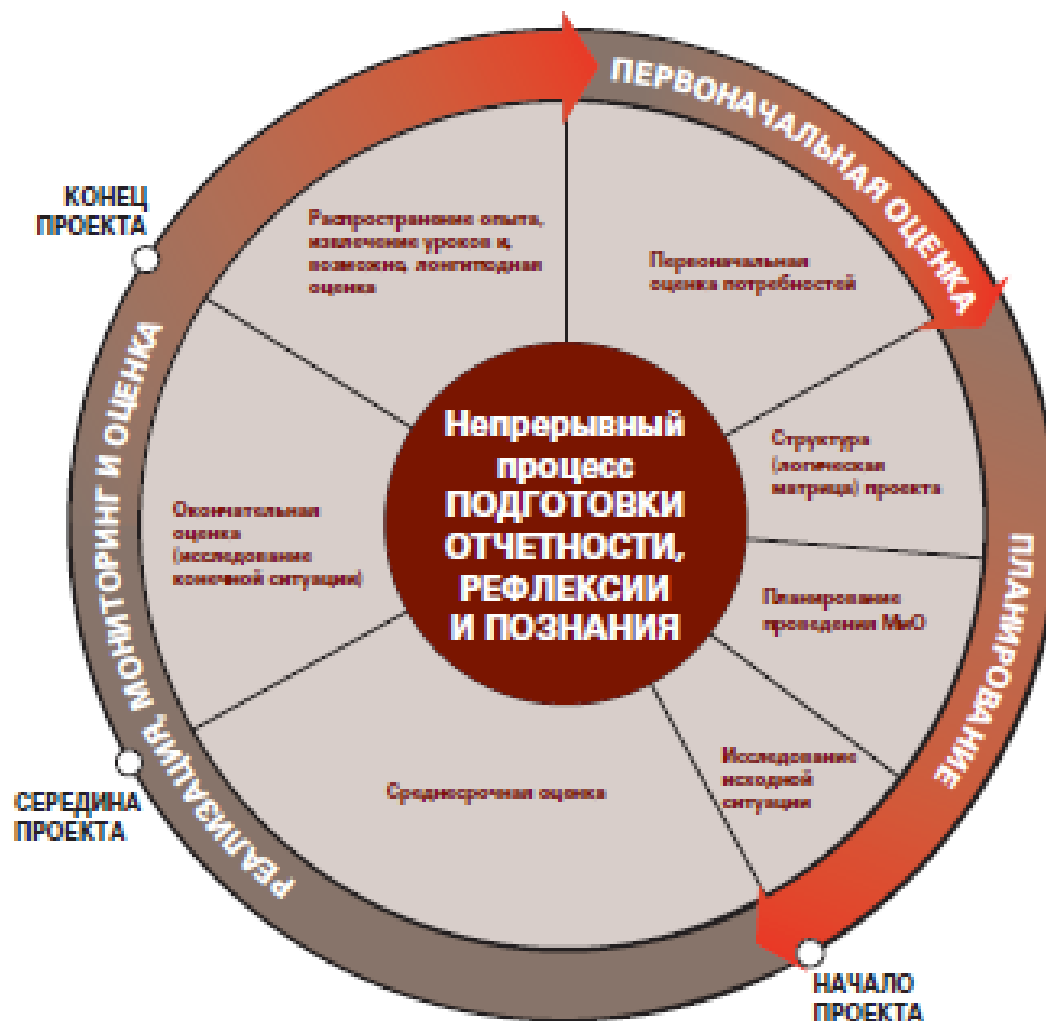 ПЕРВОНАЧАЛЬНАЯ ОЦЕНКА
КОНЕЦ
ПРОЕКТА
Распространение опыта,
извлечение уроков и,
возможно, лонгитюдная
оценка
Первоначальная
оценка потребностей
Непрерывный
процесс
ПОДГОТОВКИ
ОТЧЕТНОСТИ,
РЕФЛЕКСИИ
И ПОЗНАНИЯ
Структура
(логическая
матрица) проекта
Окончательная
оценка
(исследование
конечной ситуации)
Планирование
проведения МиО
ПЛАНИРОВАНИЕ
Исследование
исходной
ситуации
Среднесрочная оценка
СЕРЕДИНА
ПРОЕКТА
РЕАЛИЗАЦИЯ, МОНИТОРИНГ И ОЦЕНКА
НАЧАЛО
ПРОЕКТА